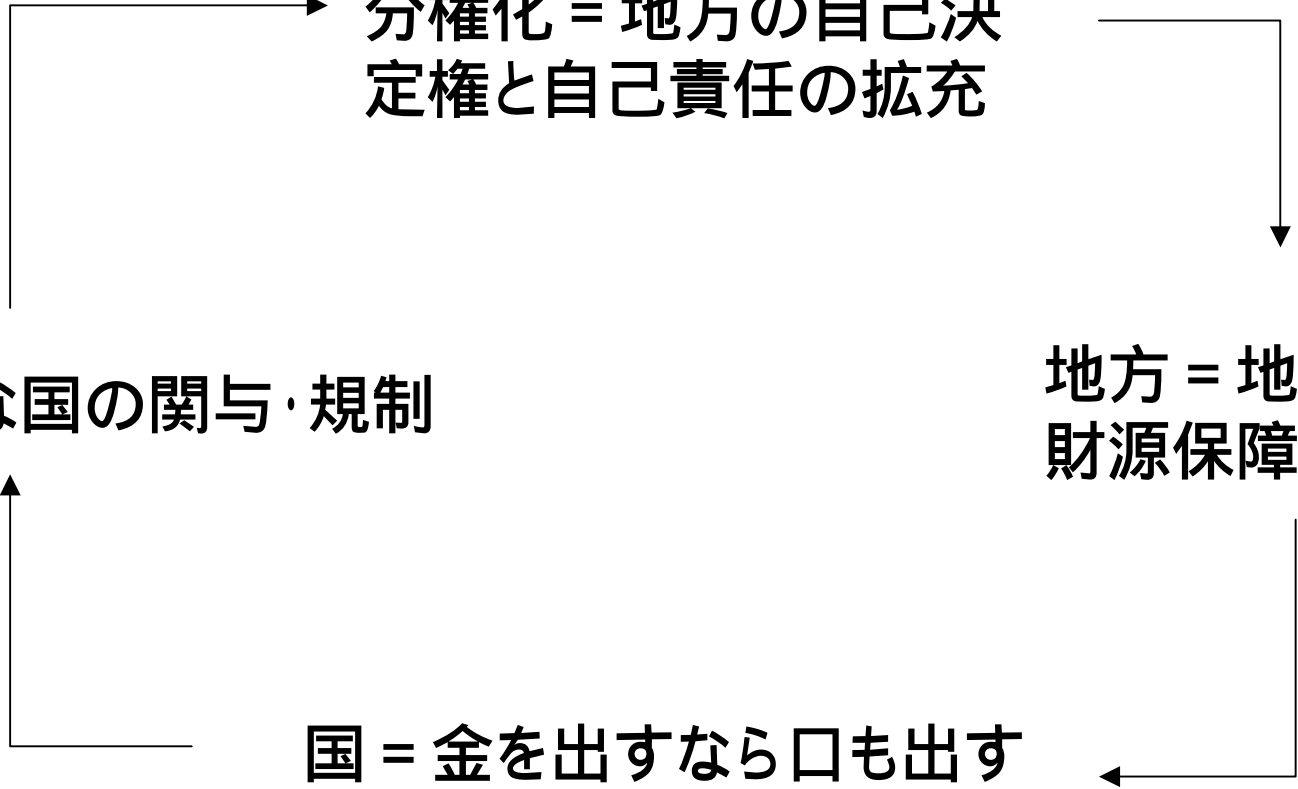 分権化＝地方の自己決
定権と自己責任の拡充
な国の関与･規制
地方＝地
財源保障
国＝金を出すなら口も出す